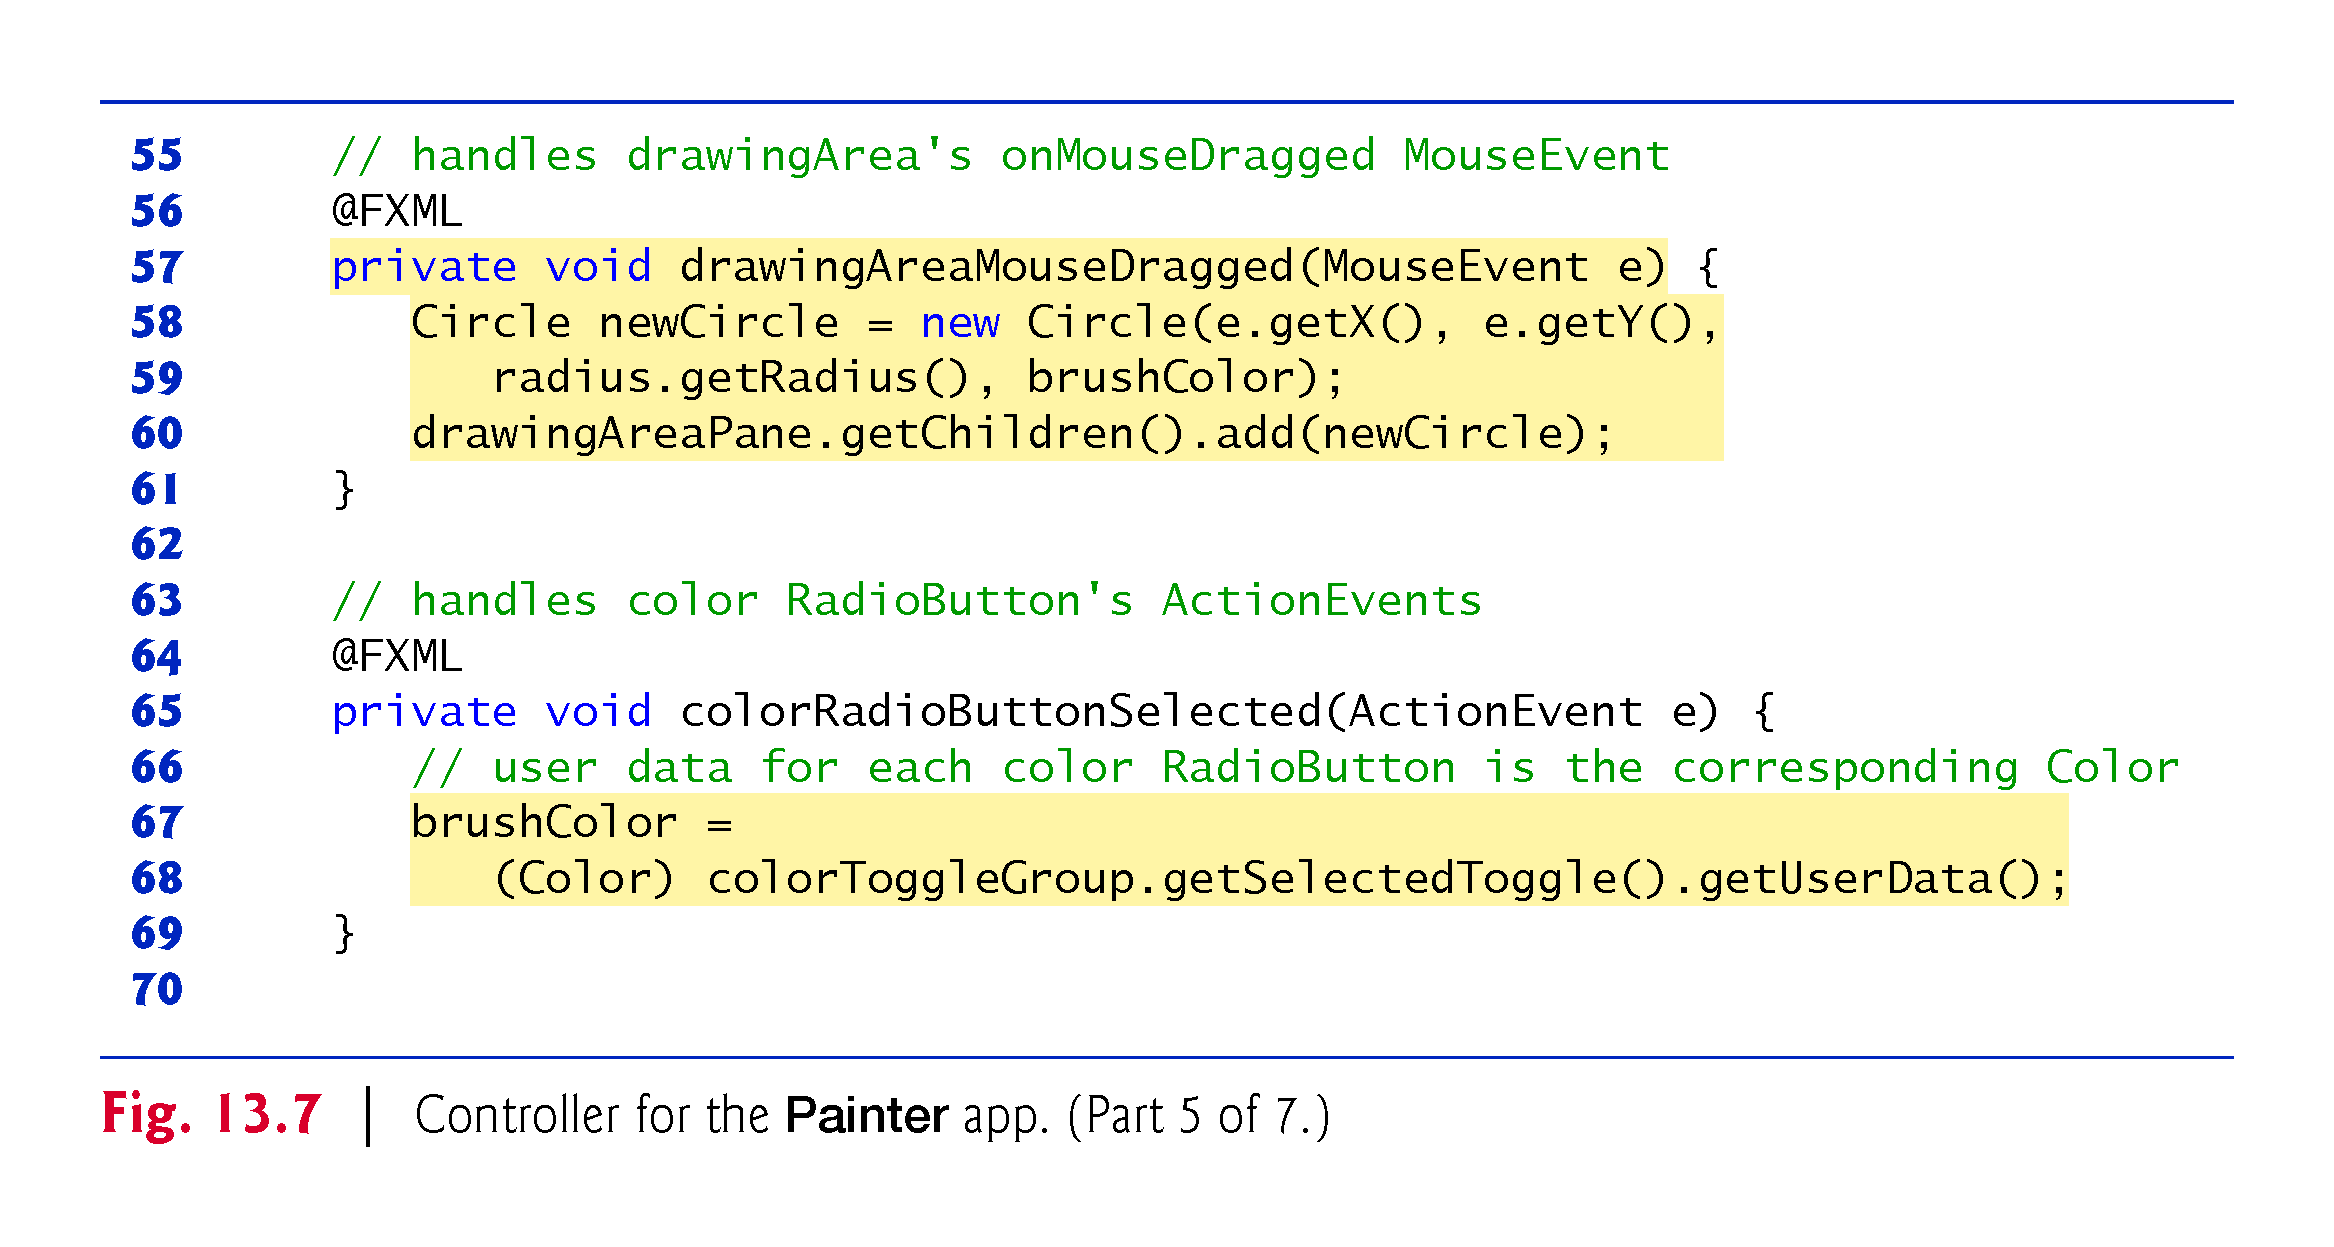 55 // handles drawingArea's onMouseDragged MouseEvent
56 @FXML
57 private void drawingAreaMouseDragged(MouseEvent e) {
58 Circle newCircle = new Circle(e.getX(), e.getY(),
59 radius.getRadius(), brushColor);
60 drawingAreaPane.getChildren().add(newCircle);
61 }
62
63 // handles color RadioButton's ActionEvents
64 @FXML
65 private void colorRadioButtonSelected(ActionEvent e) {
66 // user data for each color RadioButton is the corresponding Color
67 brushColor =
68 (Color) colorToggleGroup.getSelectedToggle().getUserData();
69 }
70
Fig. 13.7 | Controller for the Painter app. (Part 5 of 7.)